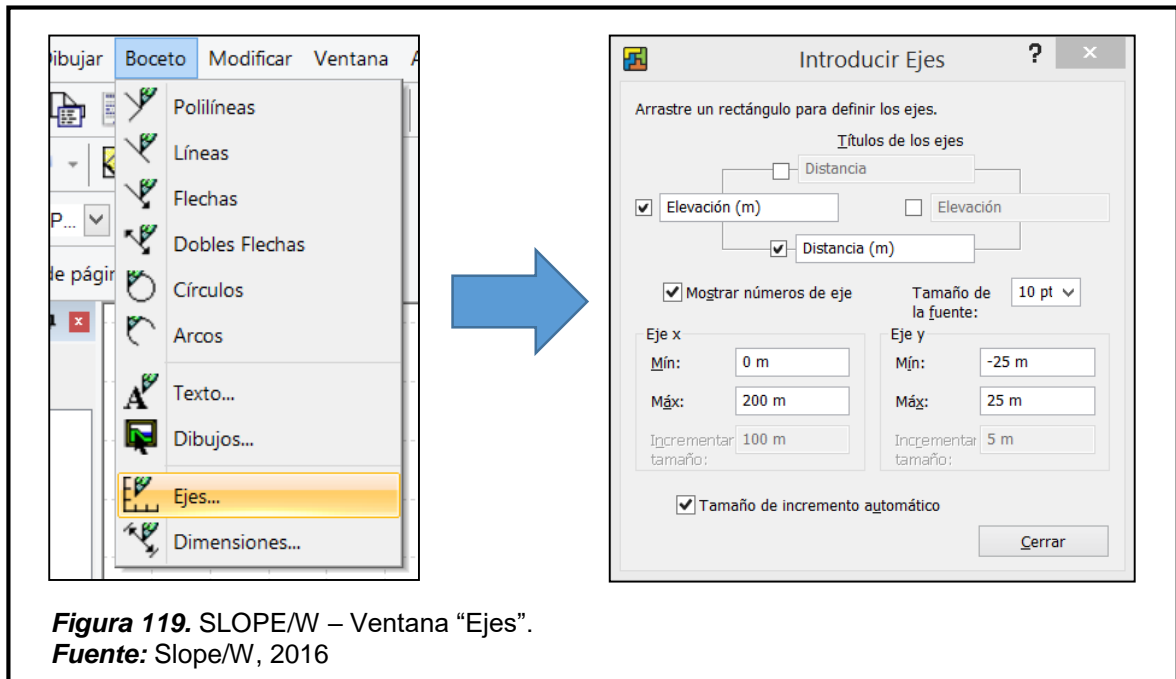 ibujar Boceto Modificar Ventana
Polilíneas
Líneas
Flechas
P...
Dobles Flechas
de págin
Círculos
Arcos
Texto...
Dibujos...
Ejes...
Dimensiones...
Introducir Ejes ? ×
Arrastre un rectángulo para definir los ejes.
Títulos de los ejes
Distancia
Elevación (m)
Elevación
Distancia (m)
Mostrar números de eje
Tamaño de la fuente:
10 pt
Eje x
Mín: 0 m
Máx: 200 m
Incrementar tamaño: 100 m
Eje y
Mín: -25 m
Máx: 25 m
Incrementar tamaño: 5 m
Tamaño de incremento automático
Cerrar
Figura 119. SLOPE/W – Ventana “Ejes”.
Fuente: Slope/W, 2016